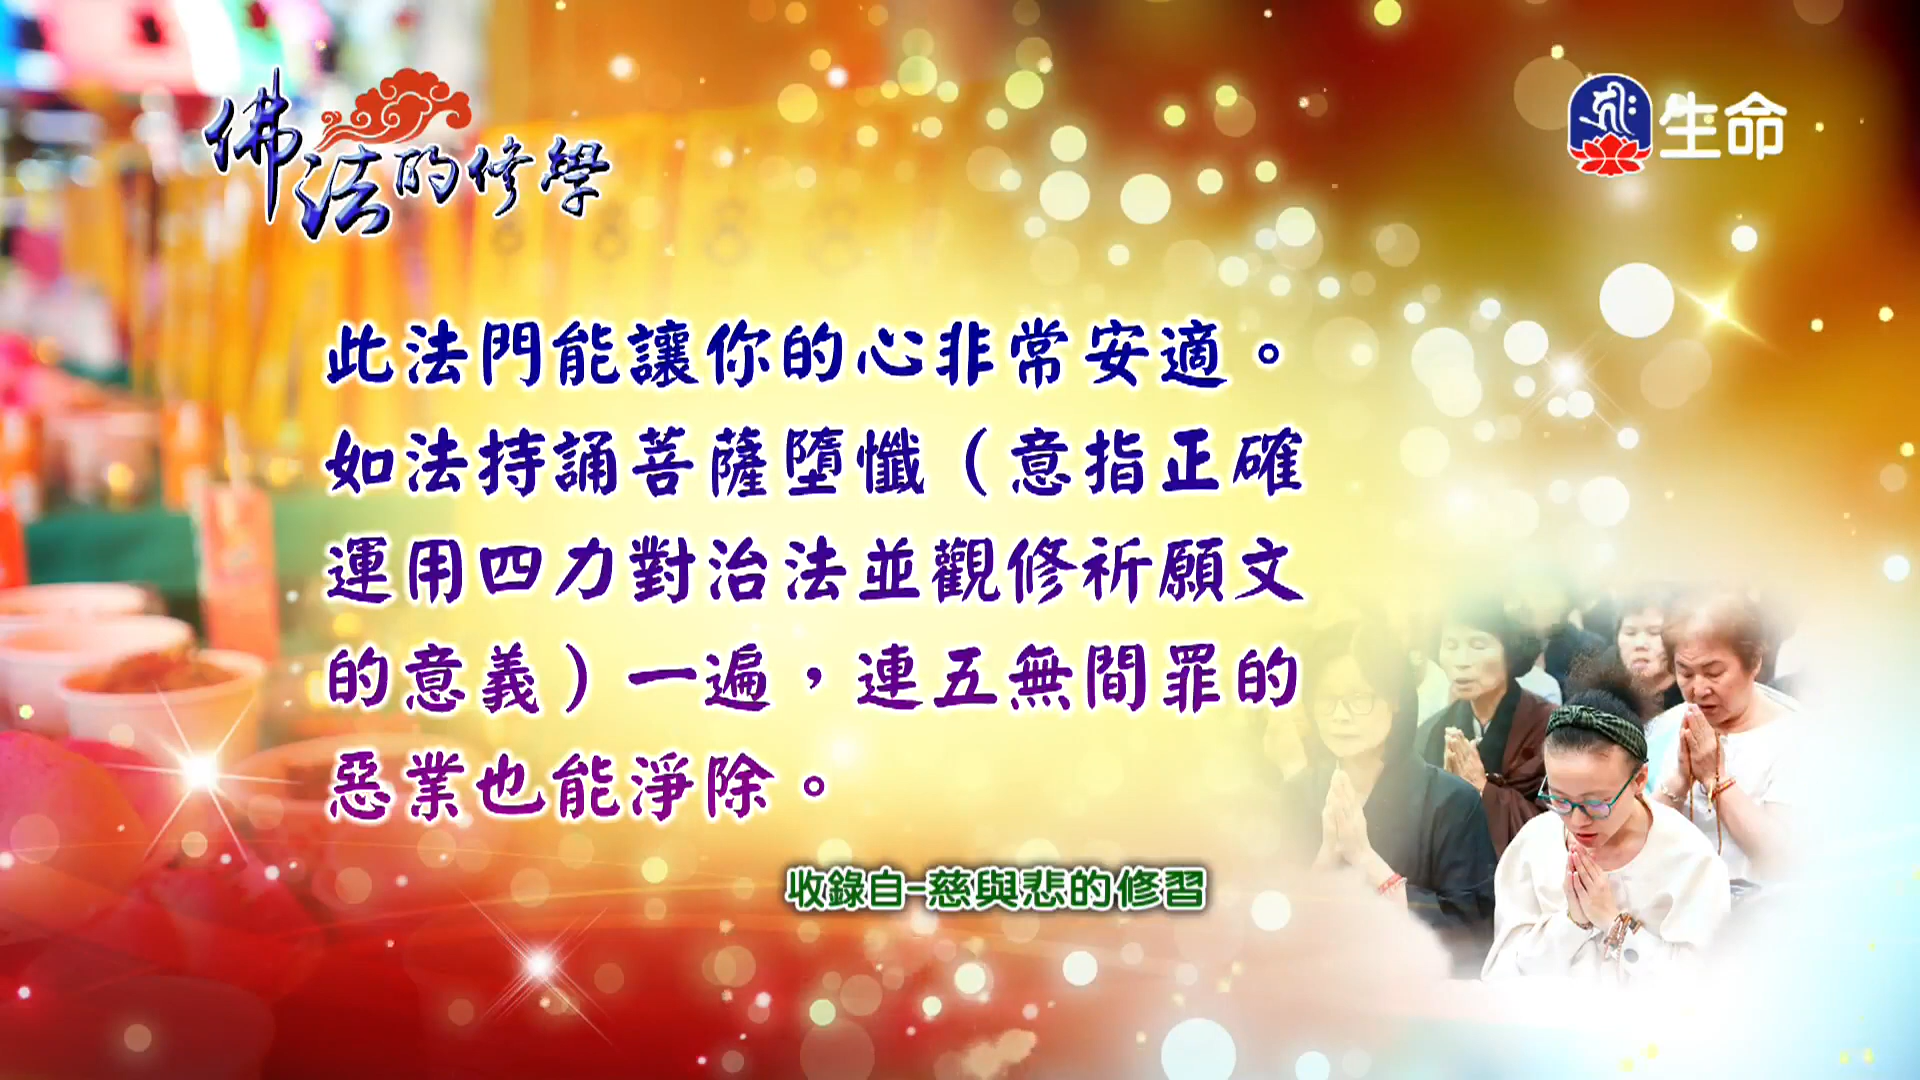 佛法的修學
生命
此法門能讓你的心非常安適。
如法持誦菩薩墮懺（意指正確
運用四力對治法並觀修祈願文
的意義）一遍，連五無間罪的
惡業也能淨除。
收錄自-慈與悲的修習